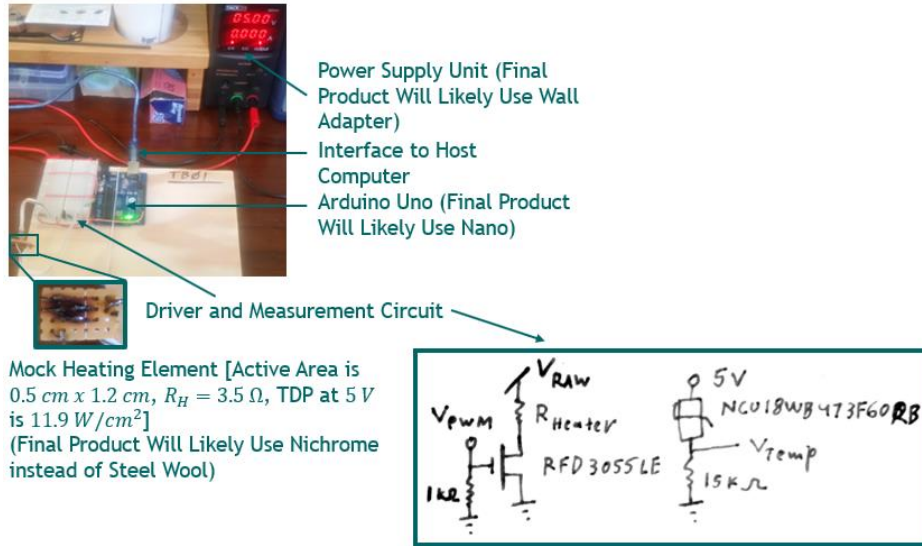 05.00
V
0.000
A
Power Supply Unit (Final
Product Will Likely Use Wall
Adapter)
Interface to Host
Computer
Arduino Uno (Final Product
Will Likely Use Nano)
TB01
Driver and Measurement Circuit
Mock Heating Element [Active Area is
0.5 cm x 1.2 cm, R_H = 3.5 Ω, TDP at 5 V
is 11.9 W/cm²]
(Final Product Will Likely Use Nichrome
instead of Steel Wool)
V_RAW
R_Heater
V_PWM
RFD3055LE
1kΩ
5V
NCU18WB473F60RB
V_Temp
15KΩ